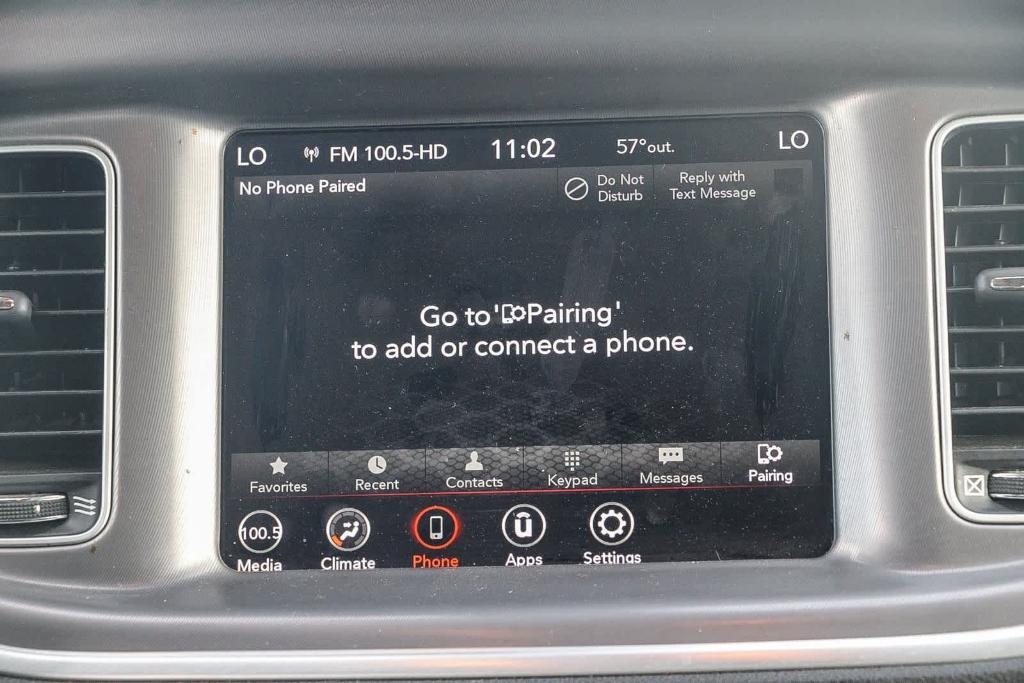 LO FM 100.5-HD 11:02 57°out. LO
No Phone Paired
Do Not
Disturb
Reply with
Text Message
Go to 'Pairing'
to add or connect a phone.
Favorites Recent Contacts Keypad Messages Pairing
100.5
Media Climate Phone Apps Settings